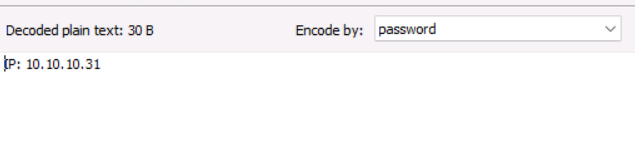 Decoded plain text: 30 B Encode by: password
IP: 10.10.10.31